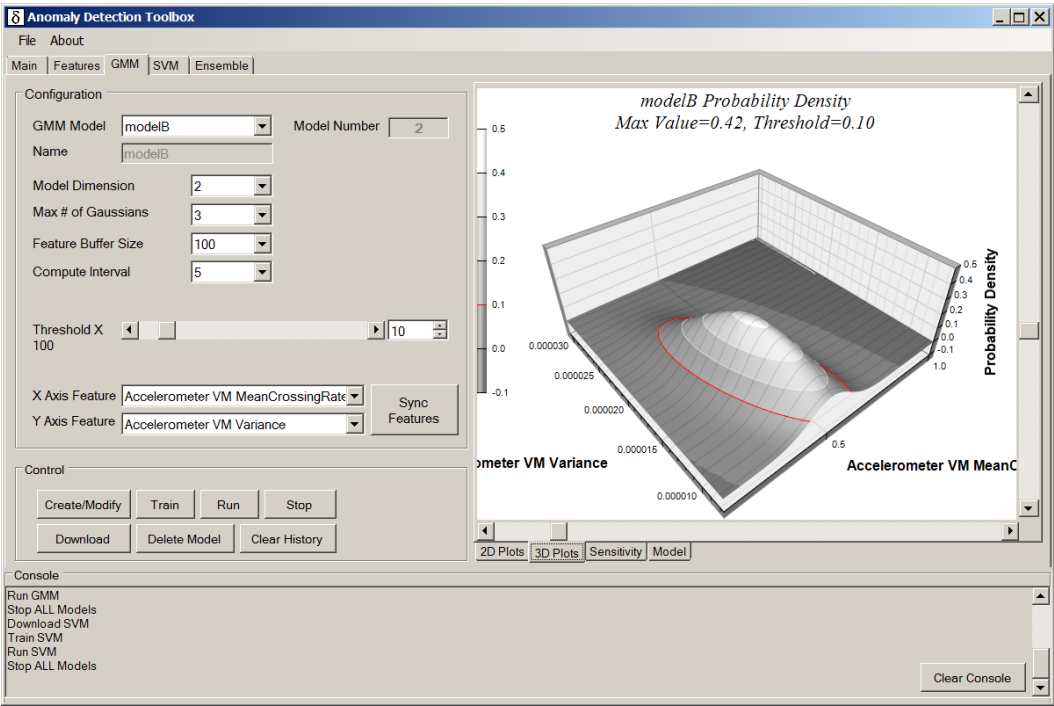 δ Anomaly Detection Toolbox
File About
Main Features GMM SVM Ensemble
Configuration
GMM Model modelB Model Number 2
Name modelB
Model Dimension 2
Max # of Gaussians 3
Feature Buffer Size 100
Compute Interval 5
Threshold X 100 10
X Axis Feature Accelerometer VM MeanCrossingRate
Y Axis Feature Accelerometer VM Variance
Sync
Features
Control
Create/Modify Train Run Stop
Download Delete Model Clear History
modelB Probability Density
Max Value=0.42, Threshold=0.10
0.5
0.4
0.3
0.2
0.1
0.0
-0.1
0.000030
0.000025
0.000020
0.000015
0.000010
ometer VM Variance
0.5
1.0
Accelerometer VM MeanC
0.5
0.4
0.3
0.2
0.1
0.0
-0.1
Probability Density
2D Plots 3D Plots Sensitivity Model
Console
Run GMM
Stop ALL Models
Download SVM
Train SVM
Run SVM
Stop ALL Models
Clear Console